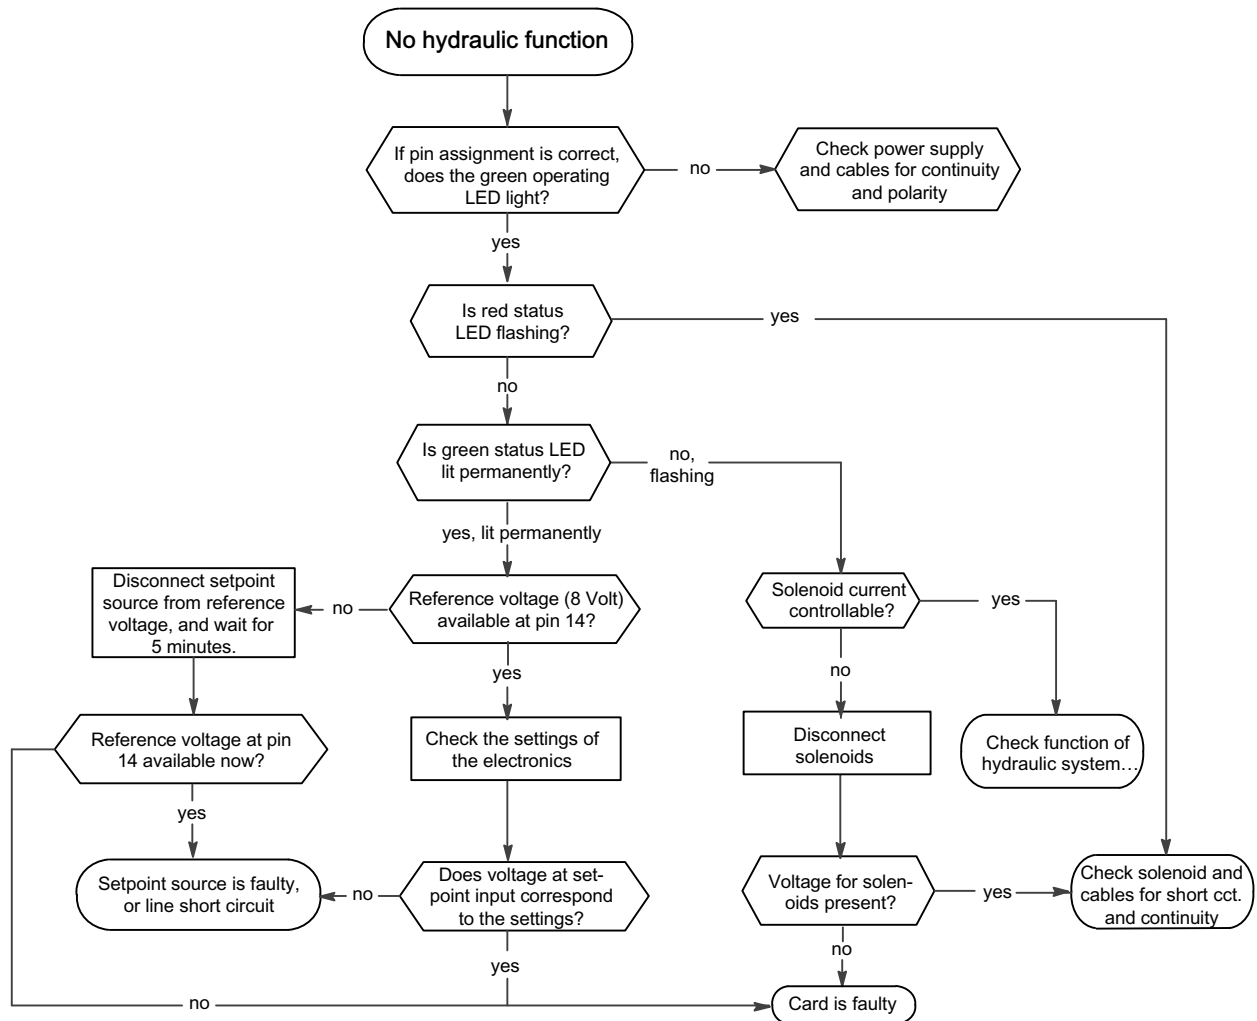 No hydraulic function
If pin assignment is correct,
does the green operating
LED light?
no
Check power supply
and cables for continuity
and polarity
yes
Is red status
LED flashing?
yes
no
Is green status LED
lit permanently?
no,
flashing
yes, lit permanently
Disconnect setpoint
source from reference
voltage, and wait for
5 minutes.
no
Reference voltage (8 Volt)
available at pin 14?
Solenoid current
controllable?
yes
yes
no
Reference voltage at pin
14 available now?
Check the settings of
the electronics
Disconnect
solenoids
Check function of
hydraulic system…
yes
Setpoint source is faulty,
or line short circuit
no
Does voltage at set-
point input correspond
to the settings?
Voltage for solen-
oids present?
yes
Check solenoid and
cables for short cct.
and continuity
yes
no
no
Card is faulty